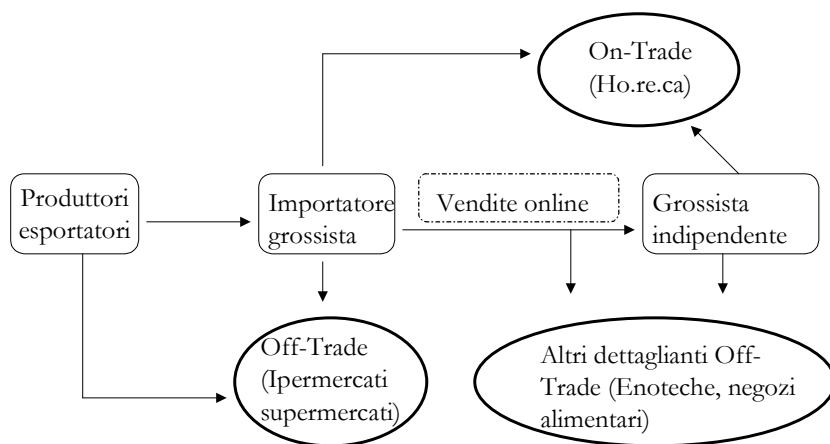 On-Trade
(Ho.re.ca)
Produttori
esportatori
Importatore
grossista
Vendite online
Grossista
indipendente
Off-Trade
(Ipermercati
supermercati)
Altri dettaglianti Off-
Trade (Enoteche, negozi
alimentari)